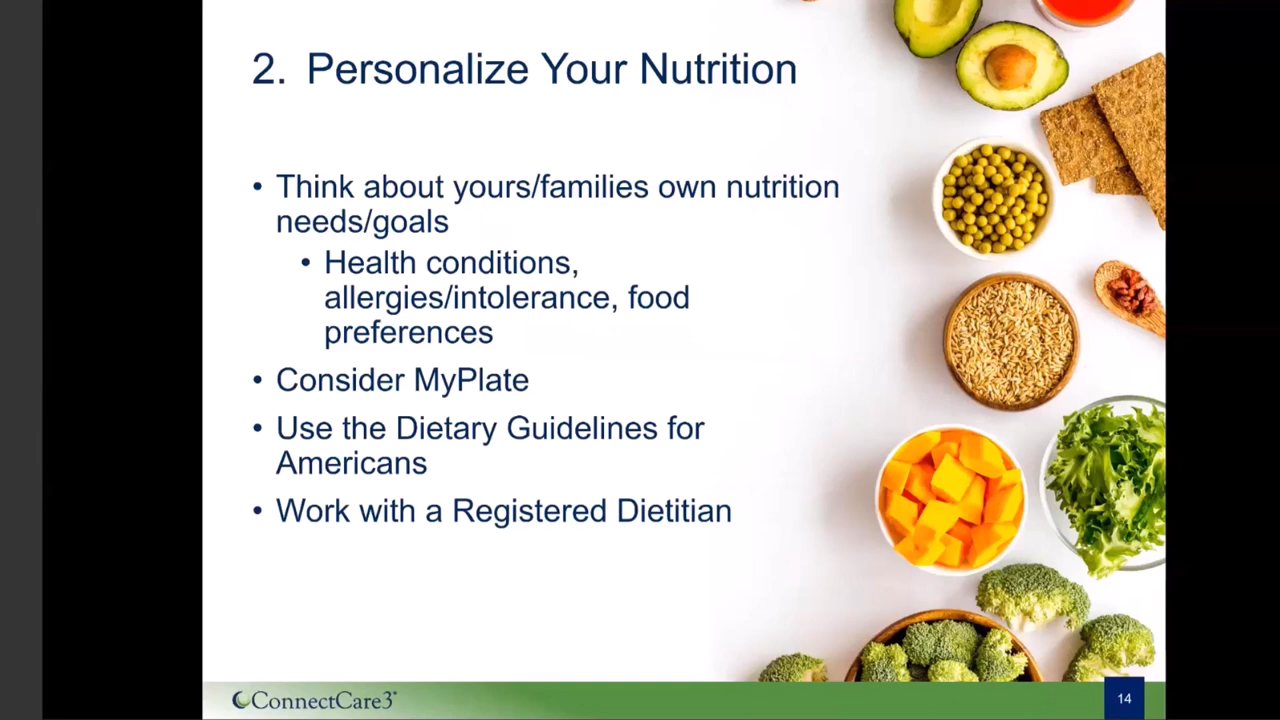 2. Personalize Your Nutrition
• Think about yours/families own nutrition
needs/goals
• Health conditions,
allergies/intolerance, food
preferences
• Consider MyPlate
• Use the Dietary Guidelines for
Americans
• Work with a Registered Dietitian
ConnectCare3
14